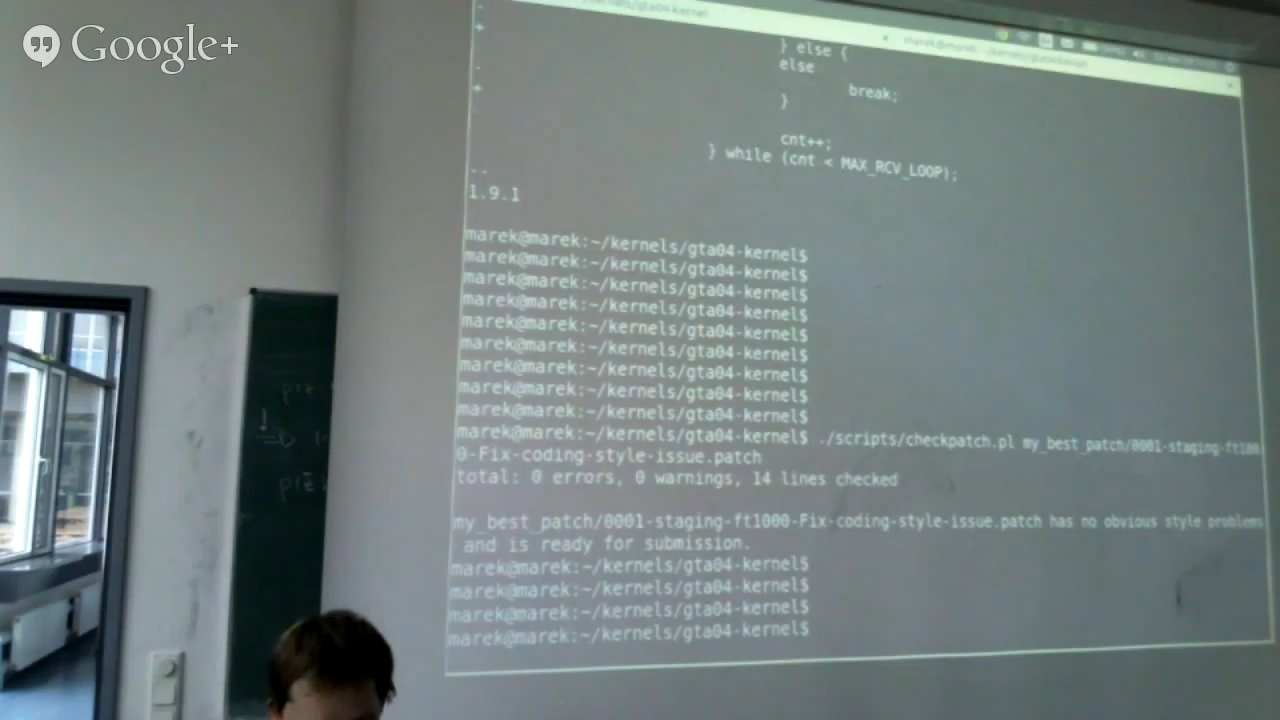 Google+
kernels/gta04-kernel
-
+
} else {
-
else
+
break;
}
cnt++;
} while (cnt < MAX_RCV_LOOP);
--
1.9.1
marek@marek:~/kernels/gta04-kernel$
marek@marek:~/kernels/gta04-kernel$
marek@marek:~/kernels/gta04-kernel$
marek@marek:~/kernels/gta04-kernel$
marek@marek:~/kernels/gta04-kernel$
marek@marek:~/kernels/gta04-kernel$
marek@marek:~/kernels/gta04-kernel$
marek@marek:~/kernels/gta04-kernel$
marek@marek:~/kernels/gta04-kernel$
marek@marek:~/kernels/gta04-kernel$ ./scripts/checkpatch.pl my_best_patch/0001-staging-ft100
0-Fix-coding-style-issue.patch
total: 0 errors, 0 warnings, 14 lines checked
my_best_patch/0001-staging-ft1000-Fix-coding-style-issue.patch has no obvious style problems
and is ready for submission.
marek@marek:~/kernels/gta04-kernel$
marek@marek:~/kernels/gta04-kernel$
marek@marek:~/kernels/gta04-kernel$
marek@marek:~/kernels/gta04-kernel$